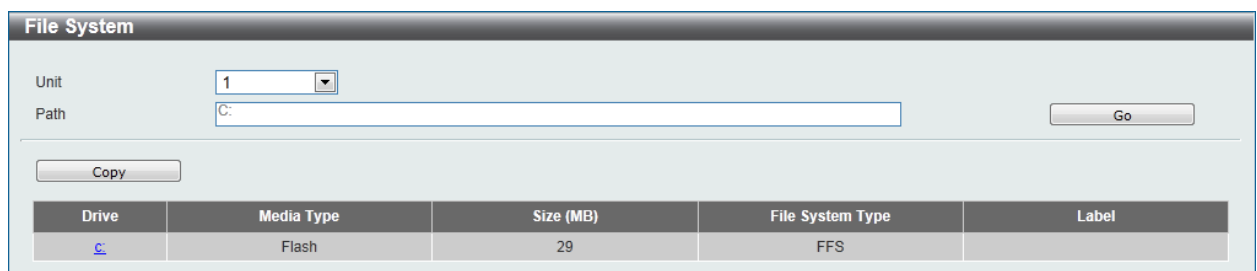 File System
Unit 1
Path C: Go
Copy
Drive Media Type Size (MB) File System Type Label
c: Flash 29 FFS